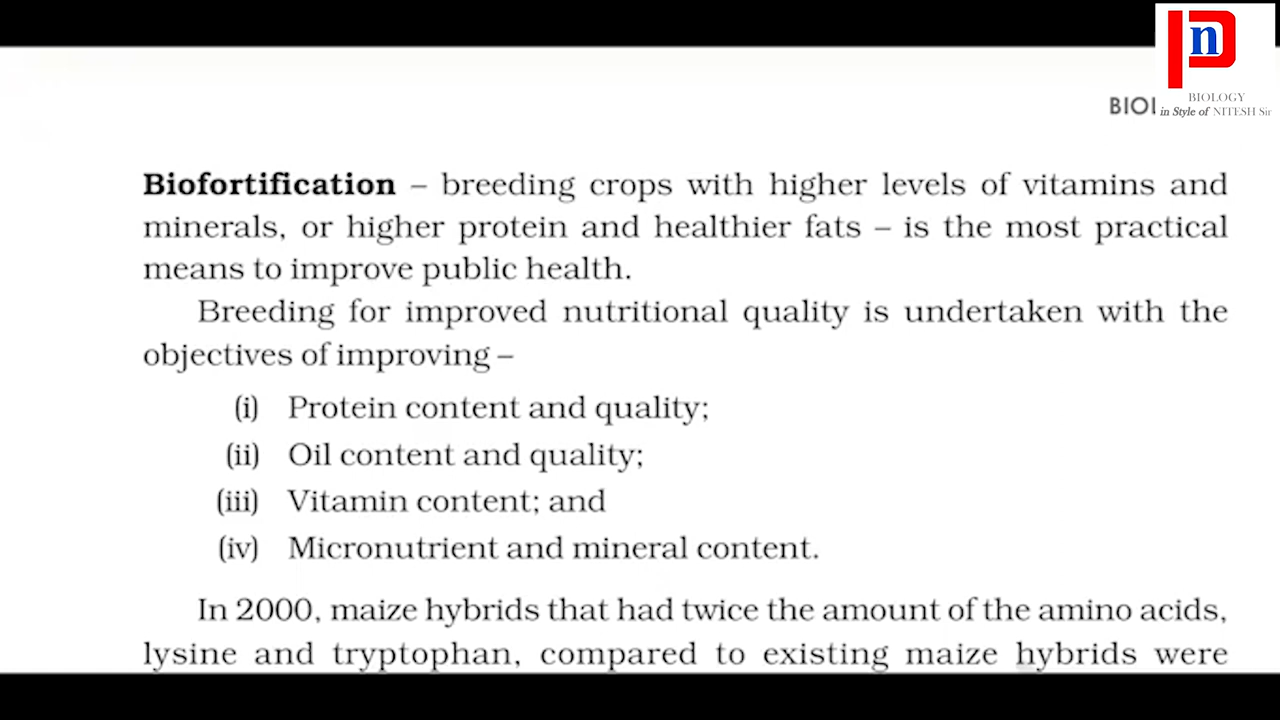 n
BIOLOGY
in Style of NITESH Sir
Biofortification – breeding crops with higher levels of vitamins and
minerals, or higher protein and healthier fats – is the most practical
means to improve public health.
Breeding for improved nutritional quality is undertaken with the
objectives of improving –
(i) Protein content and quality;
(ii) Oil content and quality;
(iii) Vitamin content; and
(iv) Micronutrient and mineral content.
In 2000, maize hybrids that had twice the amount of the amino acids,
lysine and tryptophan, compared to existing maize hybrids were